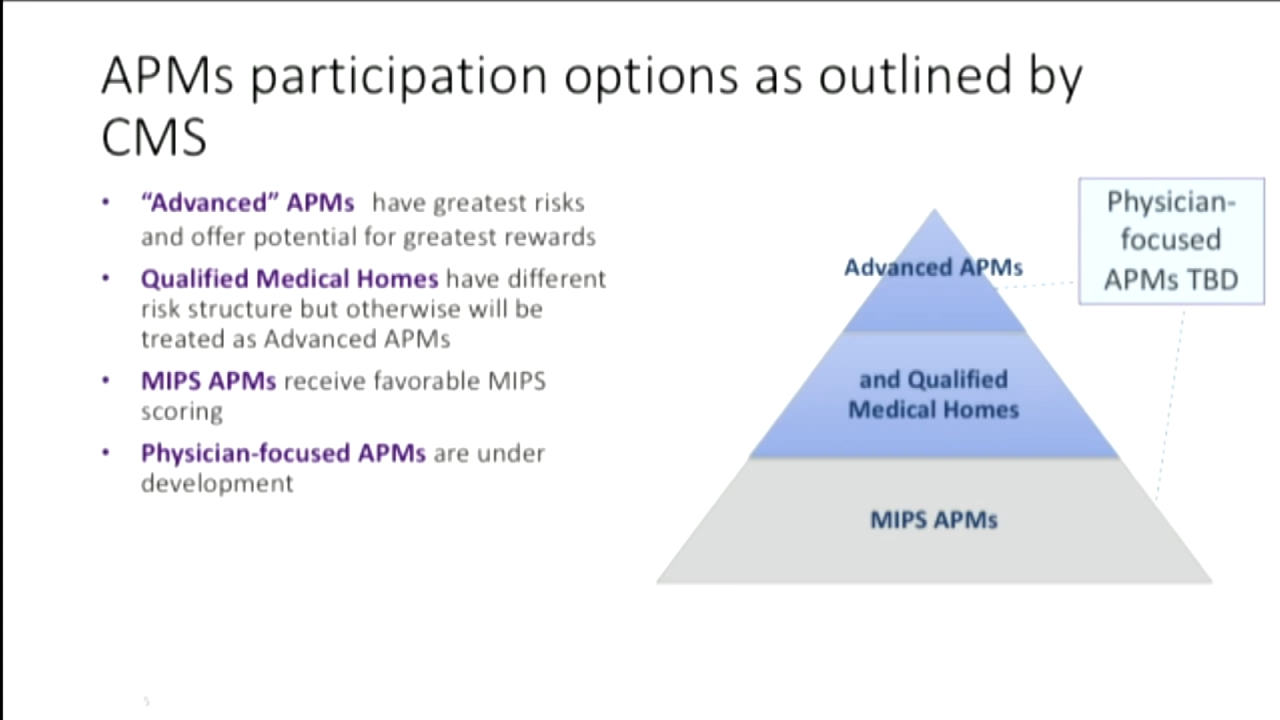 APMs participation options as outlined by
CMS
• “Advanced” APMs have greatest risks
and offer potential for greatest rewards
• Qualified Medical Homes have different
risk structure but otherwise will be
treated as Advanced APMs
• MIPS APMs receive favorable MIPS
scoring
• Physician-focused APMs are under
development
Advanced APMs
and Qualified
Medical Homes
MIPS APMs
Physician-
focused
APMs TBD